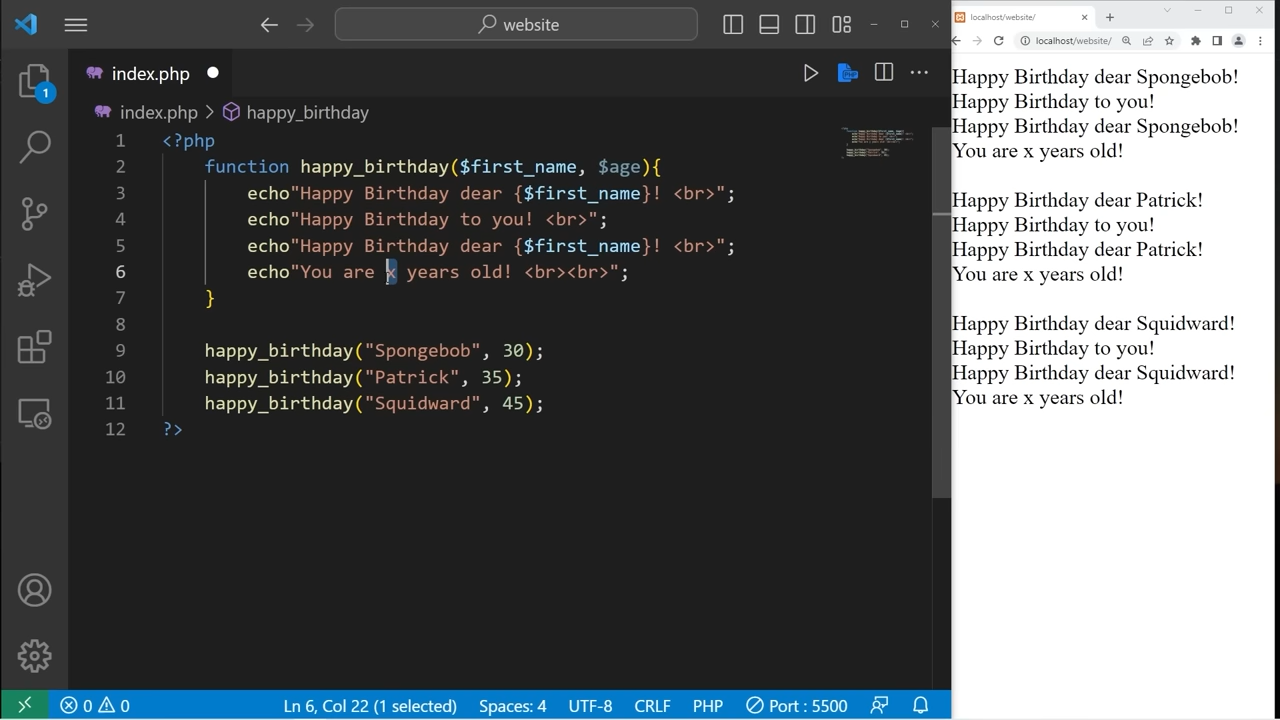 website
index.php
index.php > happy_birthday
1 <?php
2 function happy_birthday($first_name, $age){
3 echo"Happy Birthday dear {$first_name}! <br>";
4 echo"Happy Birthday to you! <br>";
5 echo"Happy Birthday dear {$first_name}! <br>";
6 echo"You are x years old! <br><br>";
7 }
8
9 happy_birthday("Spongebob", 30);
10 happy_birthday("Patrick", 35);
11 happy_birthday("Squidward", 45);
12 ?>
1
PHP
0 0 Ln 6, Col 22 (1 selected) Spaces: 4 UTF-8 CRLF PHP Port : 5500
localhost/website/
localhost/website/
Happy Birthday dear Spongebob!
Happy Birthday to you!
Happy Birthday dear Spongebob!
You are x years old!
Happy Birthday dear Patrick!
Happy Birthday to you!
Happy Birthday dear Patrick!
You are x years old!
Happy Birthday dear Squidward!
Happy Birthday to you!
Happy Birthday dear Squidward!
You are x years old!